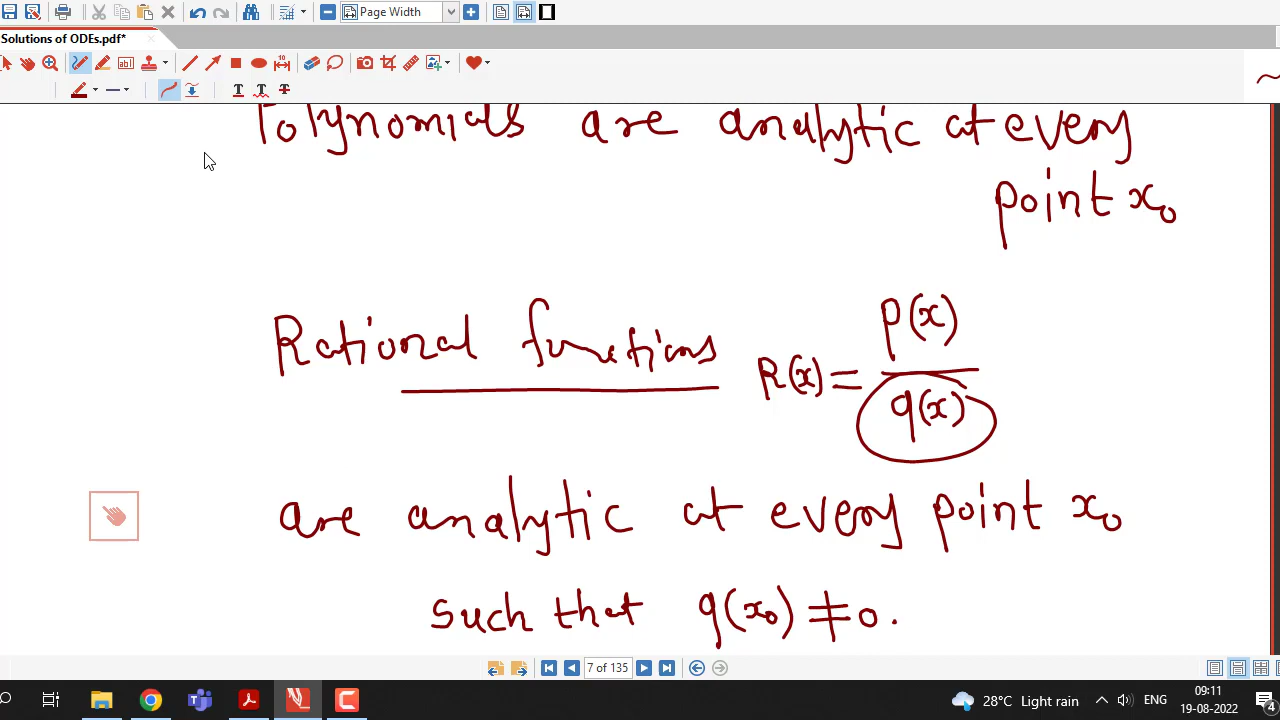 Page Width
Solutions of ODEs.pdf*
Polynomials are analytic at every
point x₀
Rational functions R(x) = p(x) / q(x)
are analytic at every point x₀
such that q(x₀) ≠ 0.
7 of 135
28°C Light rain
ENG
09:11
19-08-2022
4